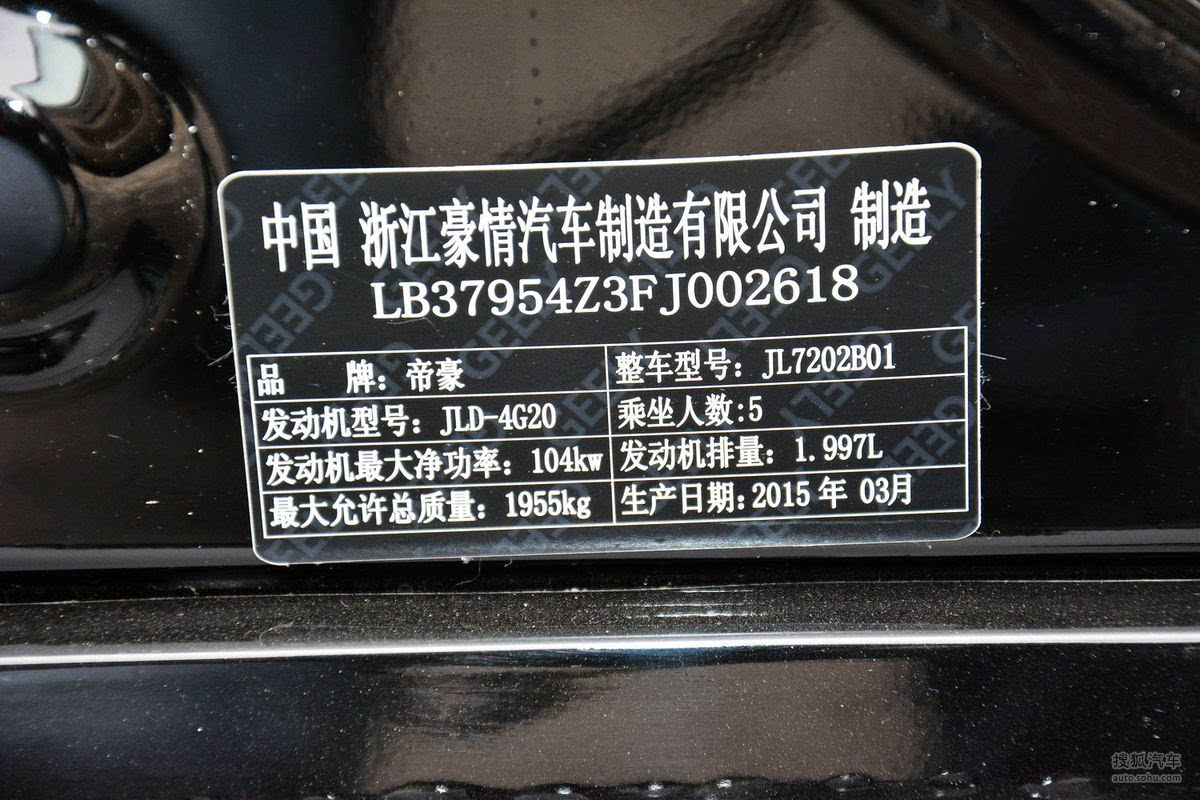 中国 浙江豪情汽车制造有限公司 制造
LB37954Z3FJ002618
品 牌：帝豪 整车型号：JL7202B01
发动机型号：JLD-4G20 乘坐人数：5
发动机最大净功率：104kw 发动机排量：1.997L
最大允许总质量：1955kg 生产日期：2015年 03月
搜狐汽车
auto.sohu.com